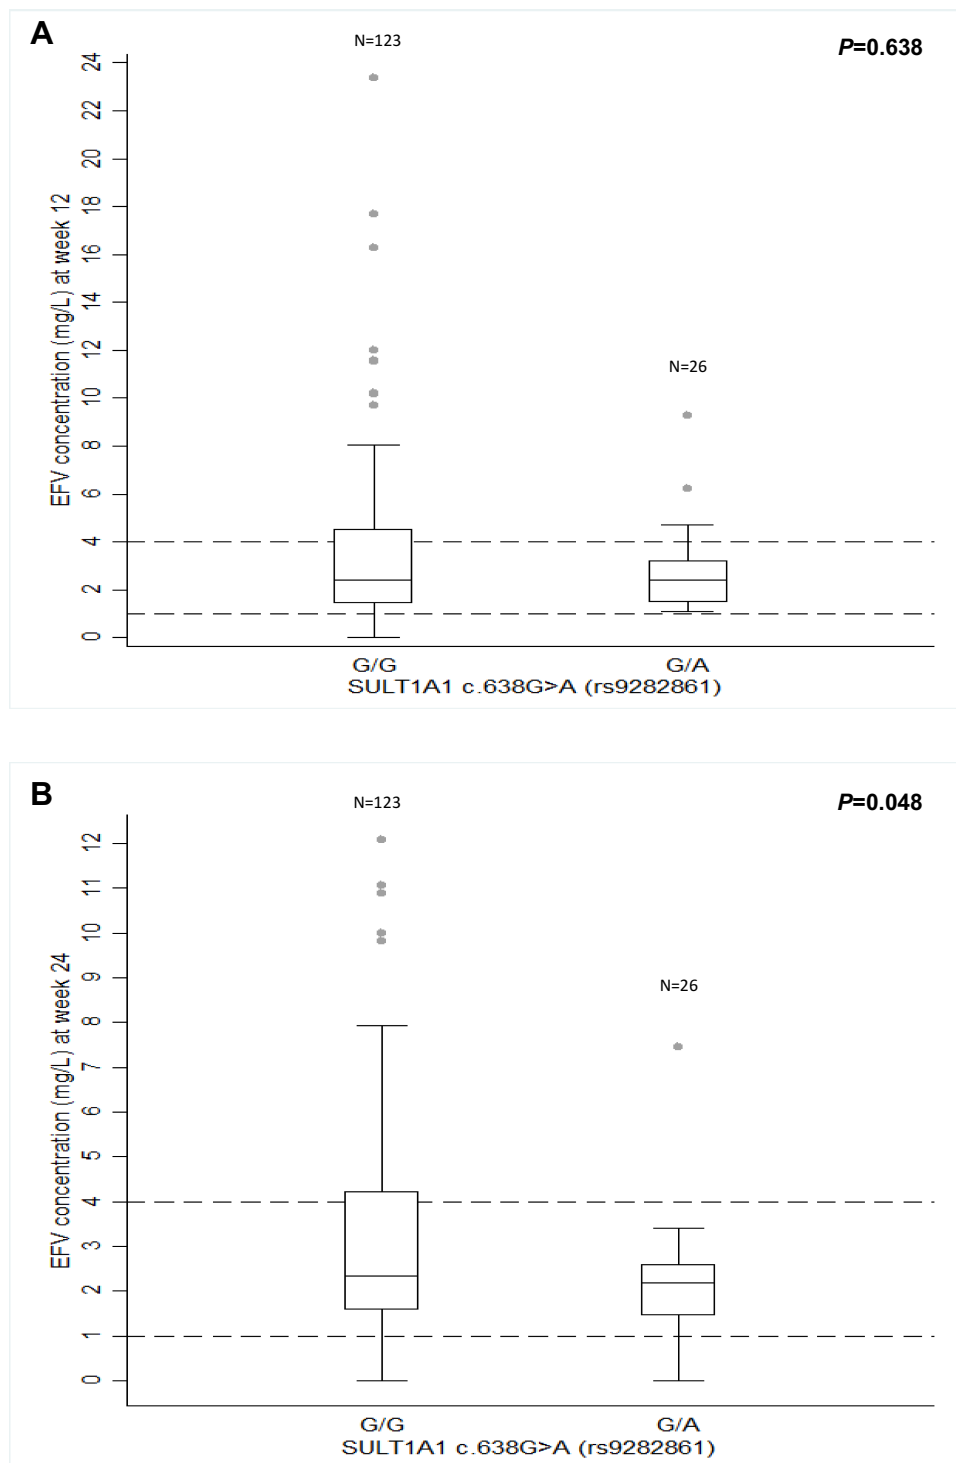 A
N=123
P=0.638
24
22
20
18
16
14
12
10
8
6
4
2
0
EFV concentration (mg/L) at week 12
N=26
G/G
G/A
SULT1A1 c.638G>A (rs9282861)
B
N=123
P=0.048
12
11
10
9
8
7
6
5
4
3
2
1
0
EFV concentration (mg/L) at week 24
N=26
G/G
G/A
SULT1A1 c.638G>A (rs9282861)